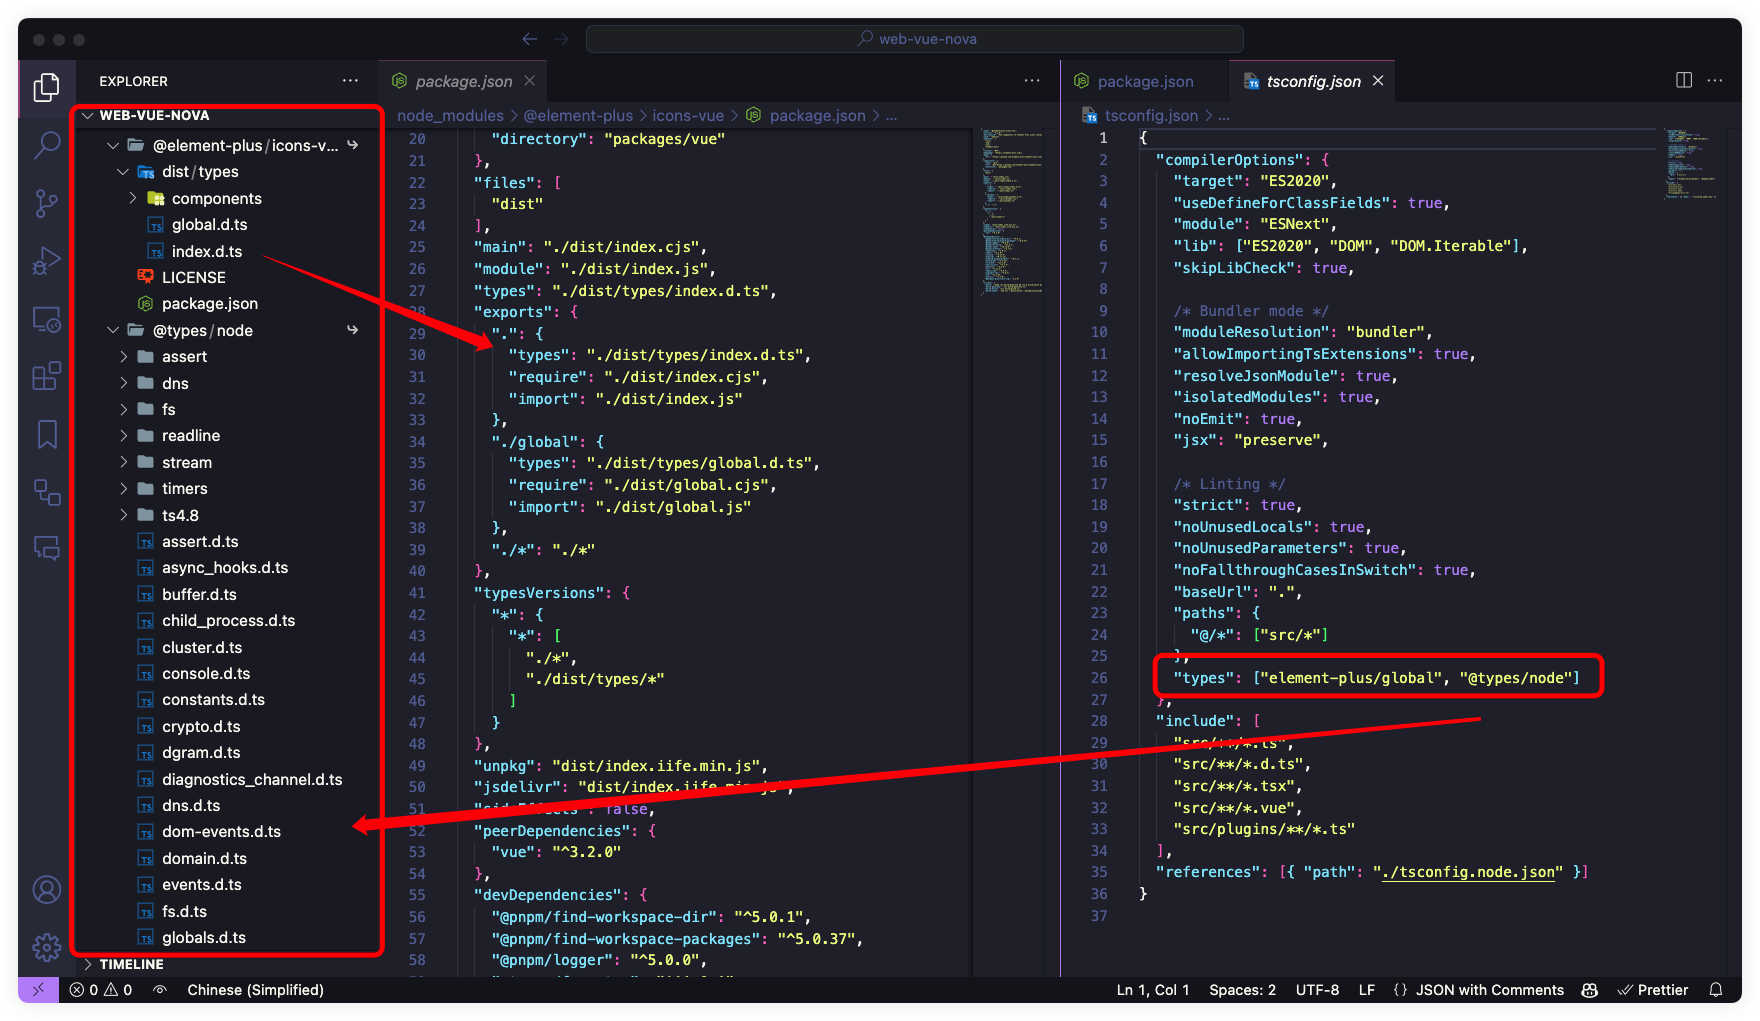 web-vue-nova
EXPLORER
WEB-VUE-NOVA
@element-plus/icons-v...
dist/types
components
global.d.ts
index.d.ts
LICENSE
package.json
@types/node
assert
dns
fs
readline
stream
timers
ts4.8
assert.d.ts
async_hooks.d.ts
buffer.d.ts
child_process.d.ts
cluster.d.ts
console.d.ts
constants.d.ts
crypto.d.ts
dgram.d.ts
diagnostics_channel.d.ts
dns.d.ts
dom-events.d.ts
domain.d.ts
events.d.ts
fs.d.ts
globals.d.ts
TIMELINE
package.json
node_modules > @element-plus > icons-vue > package.json > ...
20 "directory": "packages/vue"
21 },
22 "files": [
23 "dist"
24 ],
25 "main": "./dist/index.cjs",
26 "module": "./dist/index.js",
27 "types": "./dist/types/index.d.ts",
28 "exports": {
29 ".": {
30 "types": "./dist/types/index.d.ts",
31 "require": "./dist/index.cjs",
32 "import": "./dist/index.js"
33 },
34 "./global": {
35 "types": "./dist/types/global.d.ts",
36 "require": "./dist/global.cjs",
37 "import": "./dist/global.js"
38 },
39 "./*": "./*"
40 },
41 "typesVersions": {
42 "*": {
43 "*": [
44 "./*",
45 "./dist/types/*"
46 ]
47 }
48 },
49 "unpkg": "dist/index.iife.min.js",
50 "jsdelivr": "dist/index.iife.min.js",
51 "sideEffects": false,
52 "peerDependencies": {
53 "vue": "^3.2.0"
54 },
55 "devDependencies": {
56 "@pnpm/find-workspace-dir": "^5.0.1",
57 "@pnpm/find-workspace-packages": "^5.0.37",
58 "@pnpm/logger": "^5.0.0",
package.json
tsconfig.json
tsconfig.json > ...
1 {
2 "compilerOptions": {
3 "target": "ES2020",
4 "useDefineForClassFields": true,
5 "module": "ESNext",
6 "lib": ["ES2020", "DOM", "DOM.Iterable"],
7 "skipLibCheck": true,
8
9 /* Bundler mode */
10 "moduleResolution": "bundler",
11 "allowImportingTsExtensions": true,
12 "resolveJsonModule": true,
13 "isolatedModules": true,
14 "noEmit": true,
15 "jsx": "preserve",
16
17 /* Linting */
18 "strict": true,
19 "noUnusedLocals": true,
20 "noUnusedParameters": true,
21 "noFallthroughCasesInSwitch": true,
22 "baseUrl": ".",
23 "paths": {
24 "@/*": ["src/*"]
25 },
26 "types": ["element-plus/global", "@types/node"]
27 },
28 "include": [
29 "src/**/*.ts",
30 "src/**/*.d.ts",
31 "src/**/*.tsx",
32 "src/**/*.vue",
33 "src/plugins/**/*.ts"
34 ],
35 "references": [{ "path": "./tsconfig.node.json" }]
36 }
37
0 0 Chinese (Simplified)
Ln 1, Col 1 Spaces: 2 UTF-8 LF {} JSON with Comments Prettier